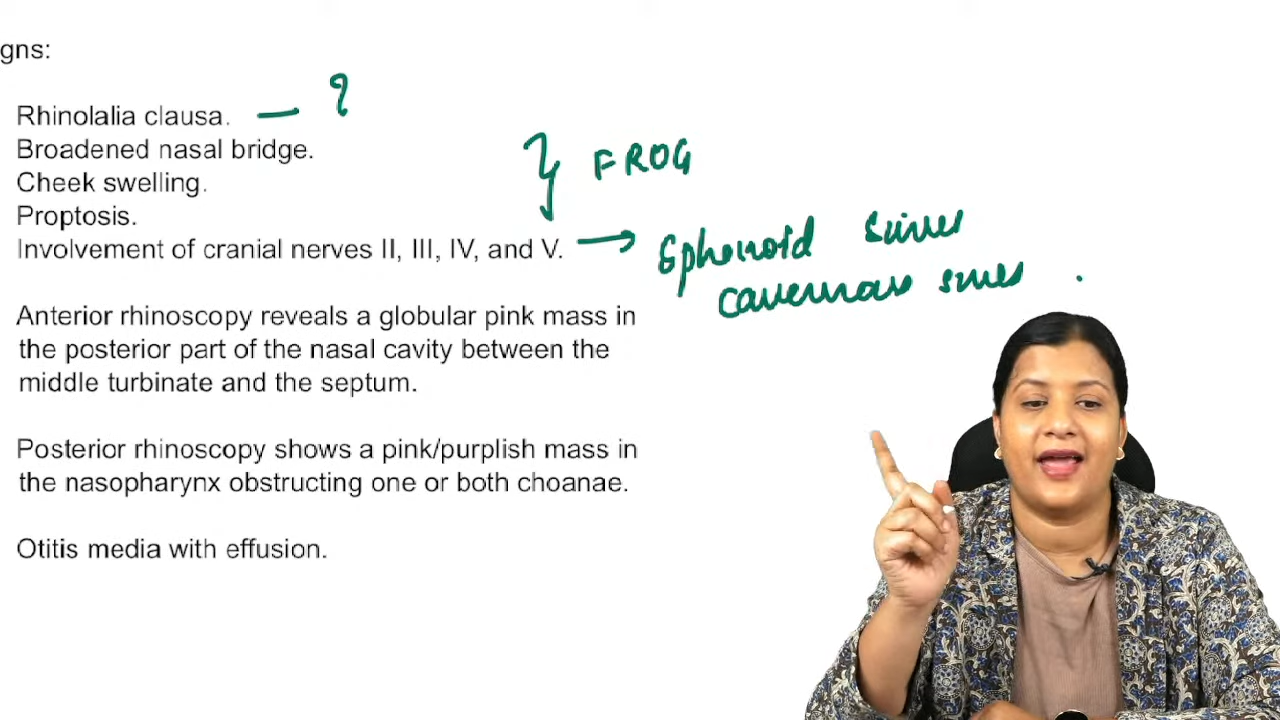 gns:
Rhinolalia clausa. — ?
Broadened nasal bridge.
} FROG
Cheek swelling.
Proptosis.
Involvement of cranial nerves II, III, IV, and V. → Sphenoid sinus
cavernous sinus
Anterior rhinoscopy reveals a globular pink mass in
the posterior part of the nasal cavity between the
middle turbinate and the septum.
Posterior rhinoscopy shows a pink/purplish mass in
the nasopharynx obstructing one or both choanae.
Otitis media with effusion.